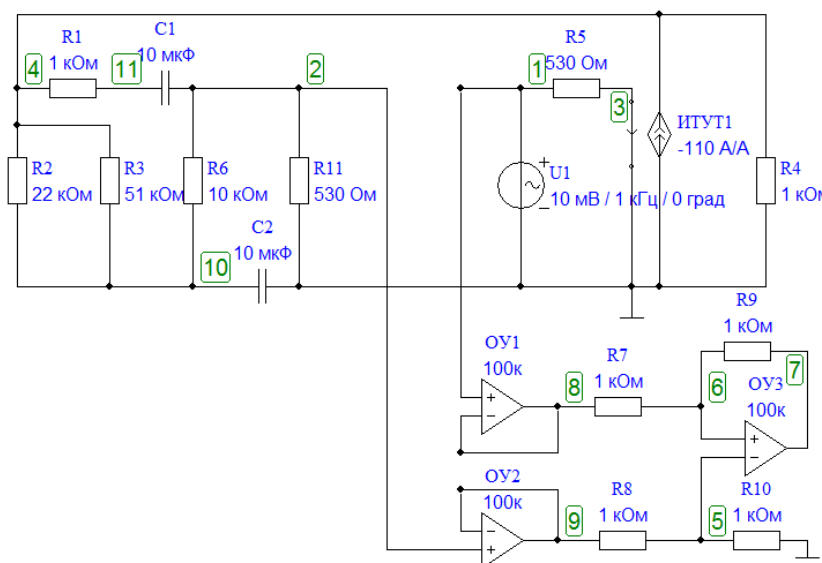 R1
1 кОм
C1
10 мкФ
4
11
2
1
R5
530 Ом
3
ИТУТ1
-110 А/А
R2
22 кОм
R3
51 кОм
R6
10 кОм
R11
530 Ом
+
U1
10 мВ / 1 кГц / 0 град
−
R4
1 кОм
C2
10 мкФ
10
R9
1 кОм
ОУ1
100к
+
−
8
R7
1 кОм
6
7
ОУ3
100к
+
−
ОУ2
100к
−
+
9
R8
1 кОм
5
R10
1 кОм